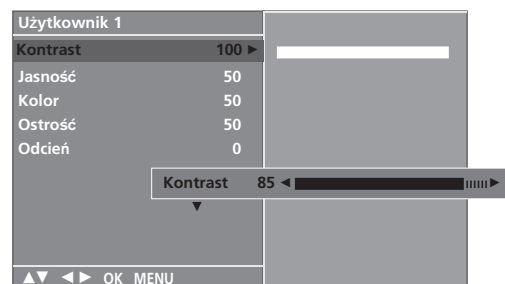 Użytkownik 1
Kontrast 100 ►
Jasność 50
Kolor 50
Ostrość 50
Odcień 0
Kontrast 85 ◄ ►
▼
▲▼ ◄► OK MENU